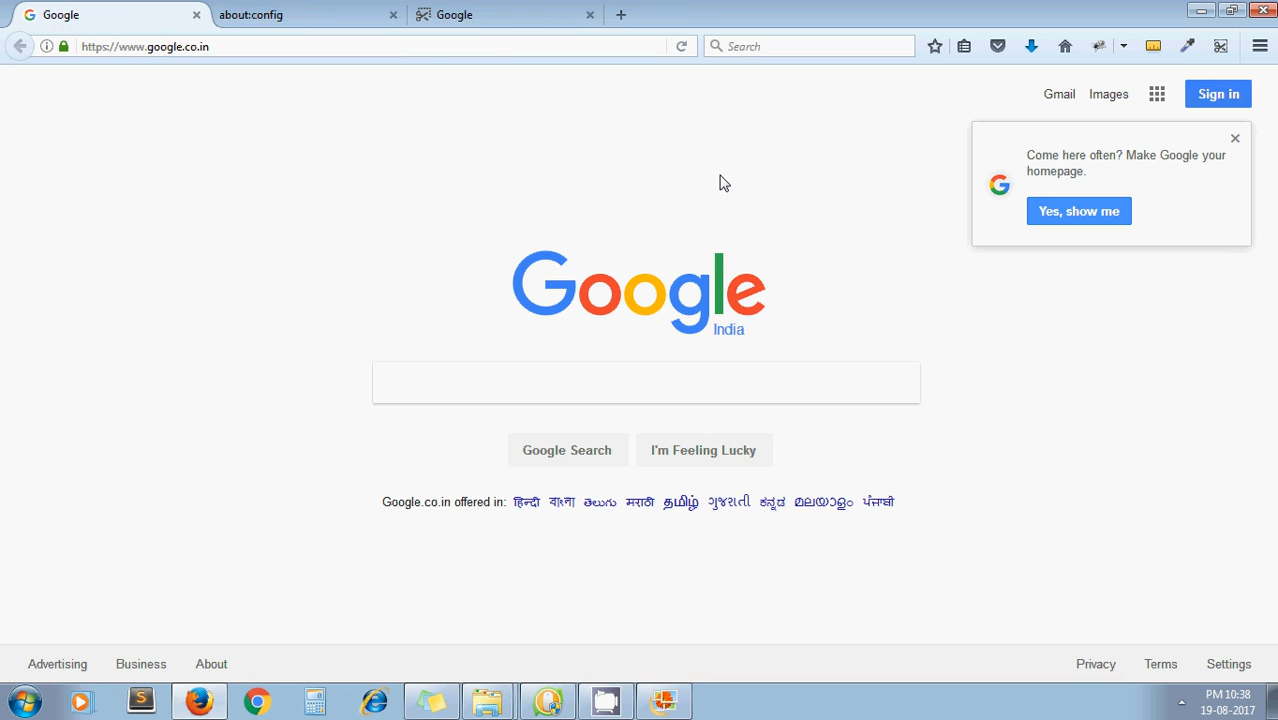 Google
about:config
Google
https://www.google.co.in
Search
Gmail
Images
Sign in
Come here often? Make Google your
homepage.
Yes, show me
Google
India
Google Search
I'm Feeling Lucky
Google.co.in offered in: हिन्दी বাংলা తెలుగు मराठी தமிழ் ગુજરાતી ಕನ್ನಡ മലയാളം ਪੰਜਾਬੀ
Advertising
Business
About
Privacy
Terms
Settings
PM 10:38
19-08-2017